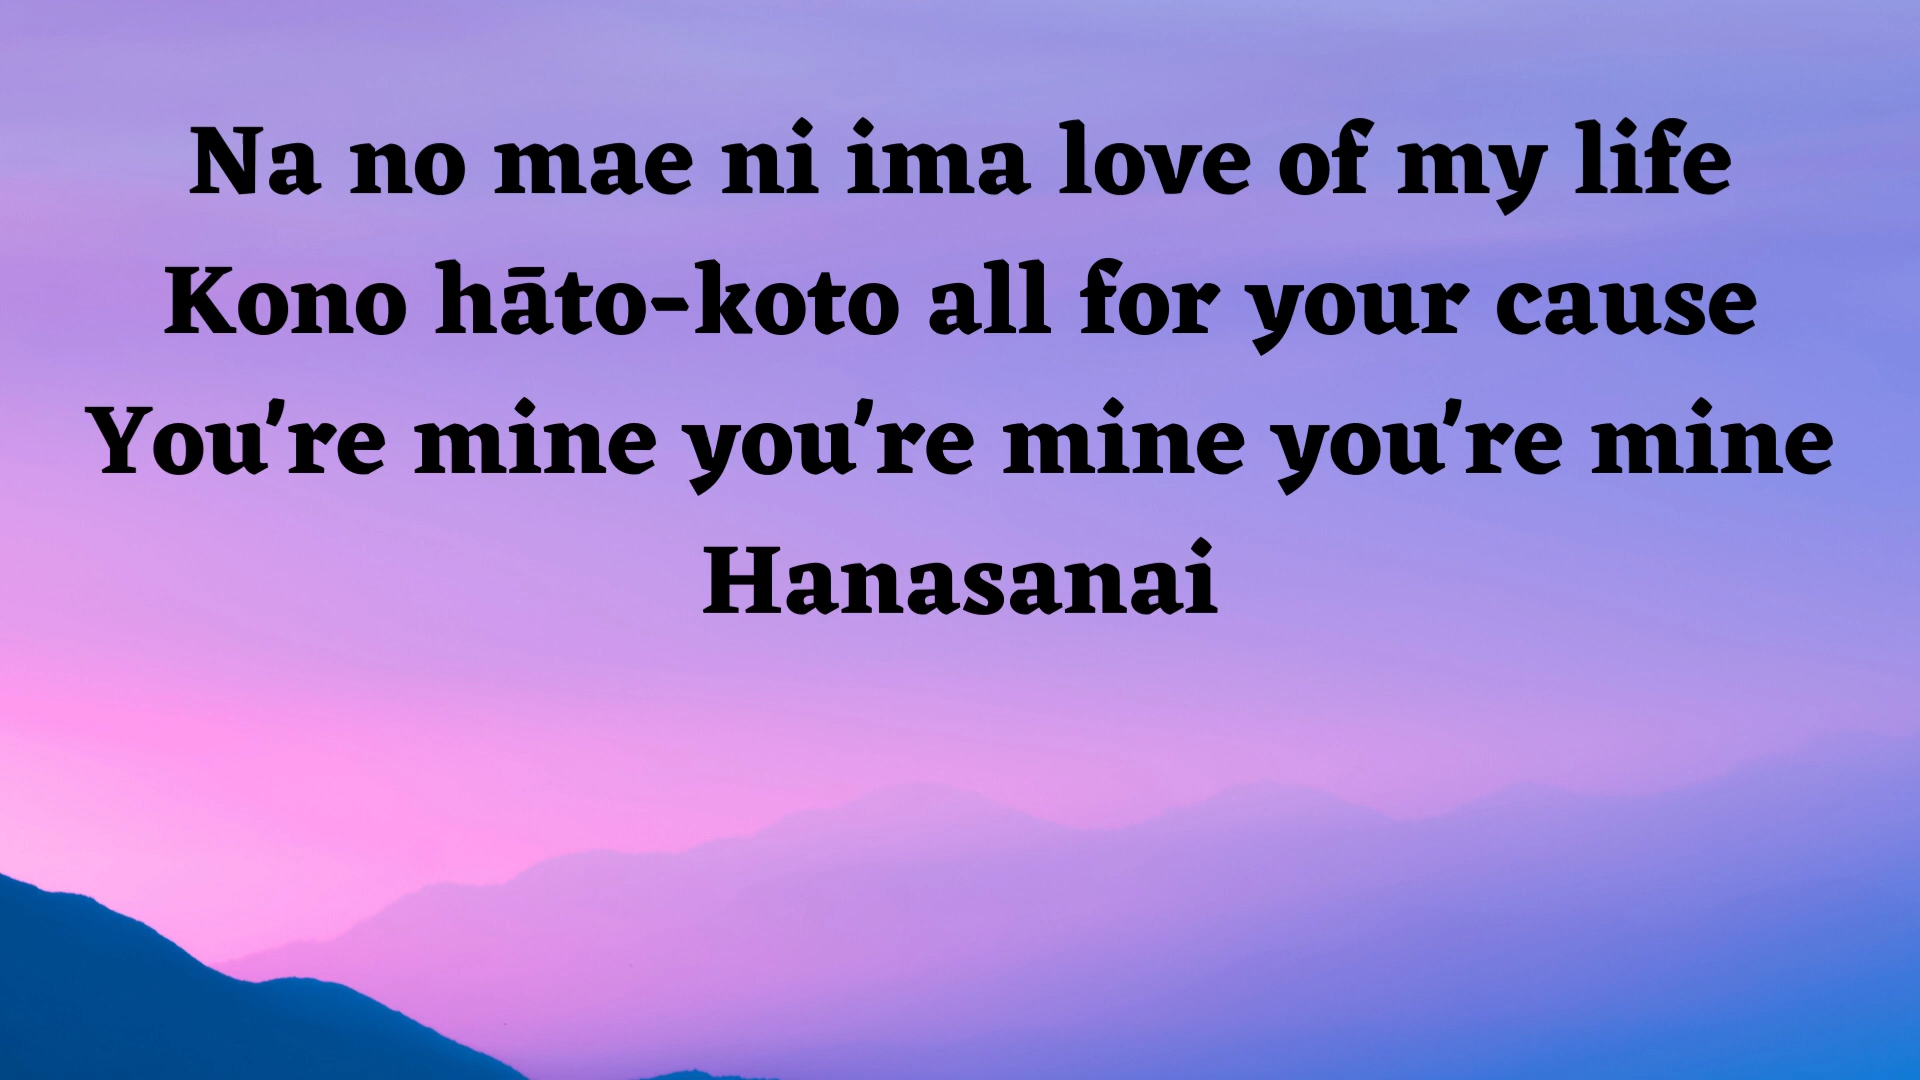 Na no mae ni ima love of my life
Kono hāto-koto all for your cause
You're mine you're mine you're mine
Hanasanai